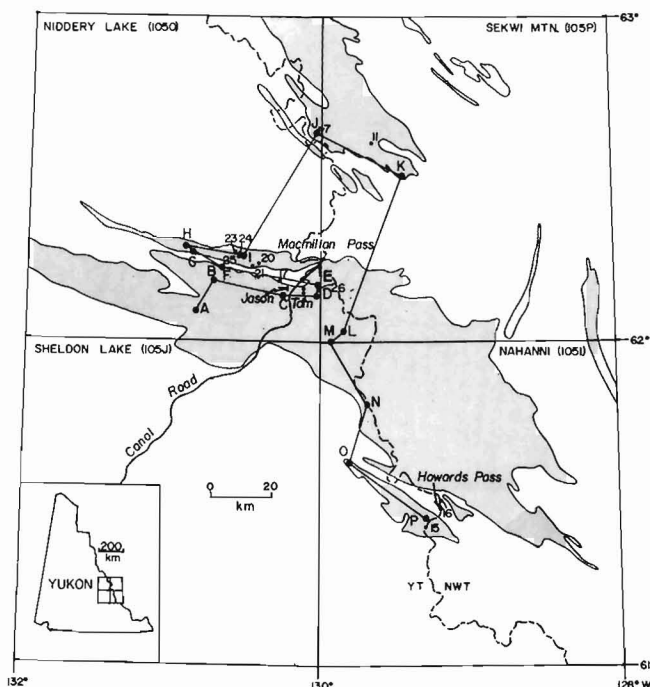 63°
NIDDERY LAKE (105O)
SEKWI MTN. (105P)
J 7
11
K
H
23 24
Macmillan Pass
G
I
20
25
F
21
B
E
26
Jason
C
Tom
D
A
L
M
62°
SHELDON LAKE (105J)
NAHANNI (105I)
Canol Road
N
O
0 20
km
Howards Pass
16
P
15
200
km
YUKON
YT NWT
61°
132°
130°
128° W